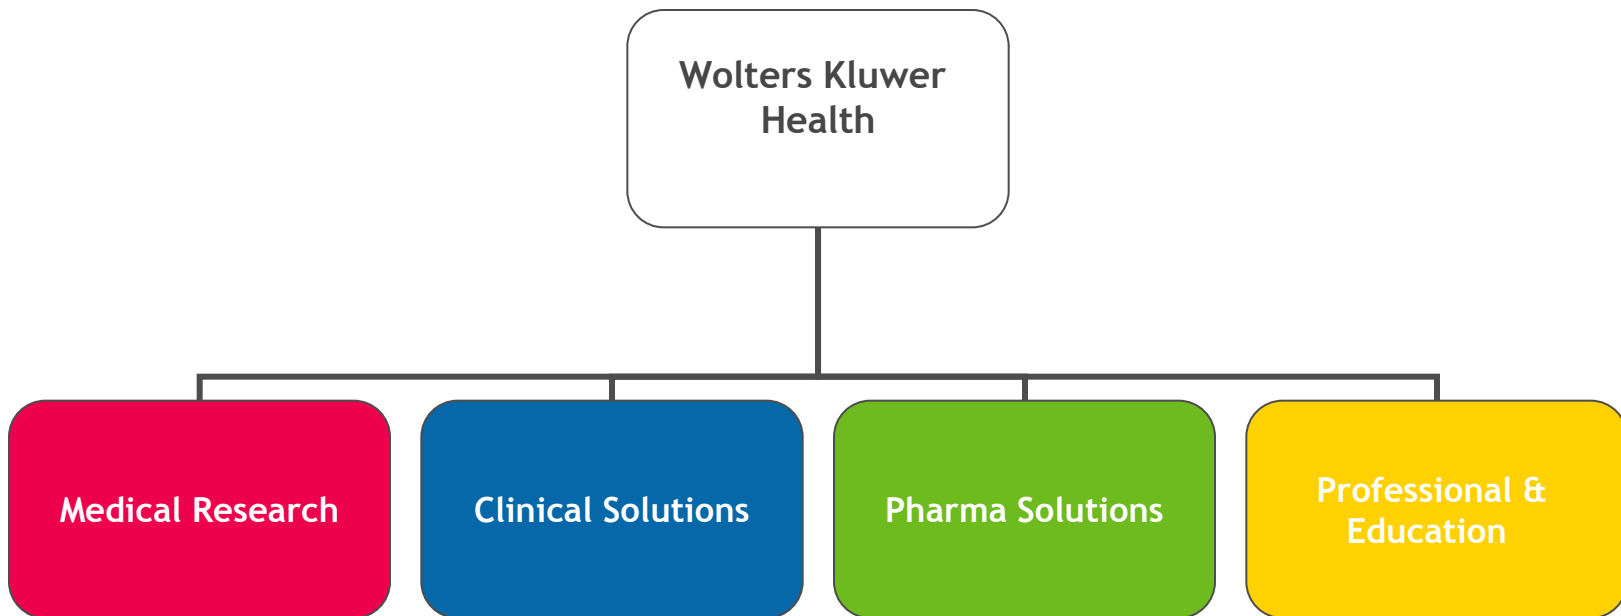 Wolters Kluwer
Health
Medical Research
Clinical Solutions
Pharma Solutions
Professional &
Education